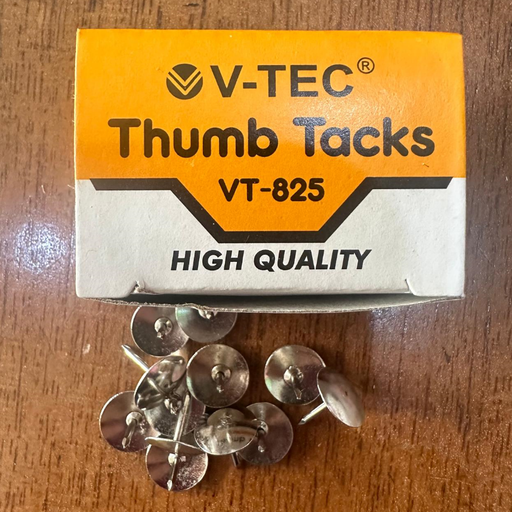 V-TEC®
Thumb Tacks
VT-825
HIGH QUALITY